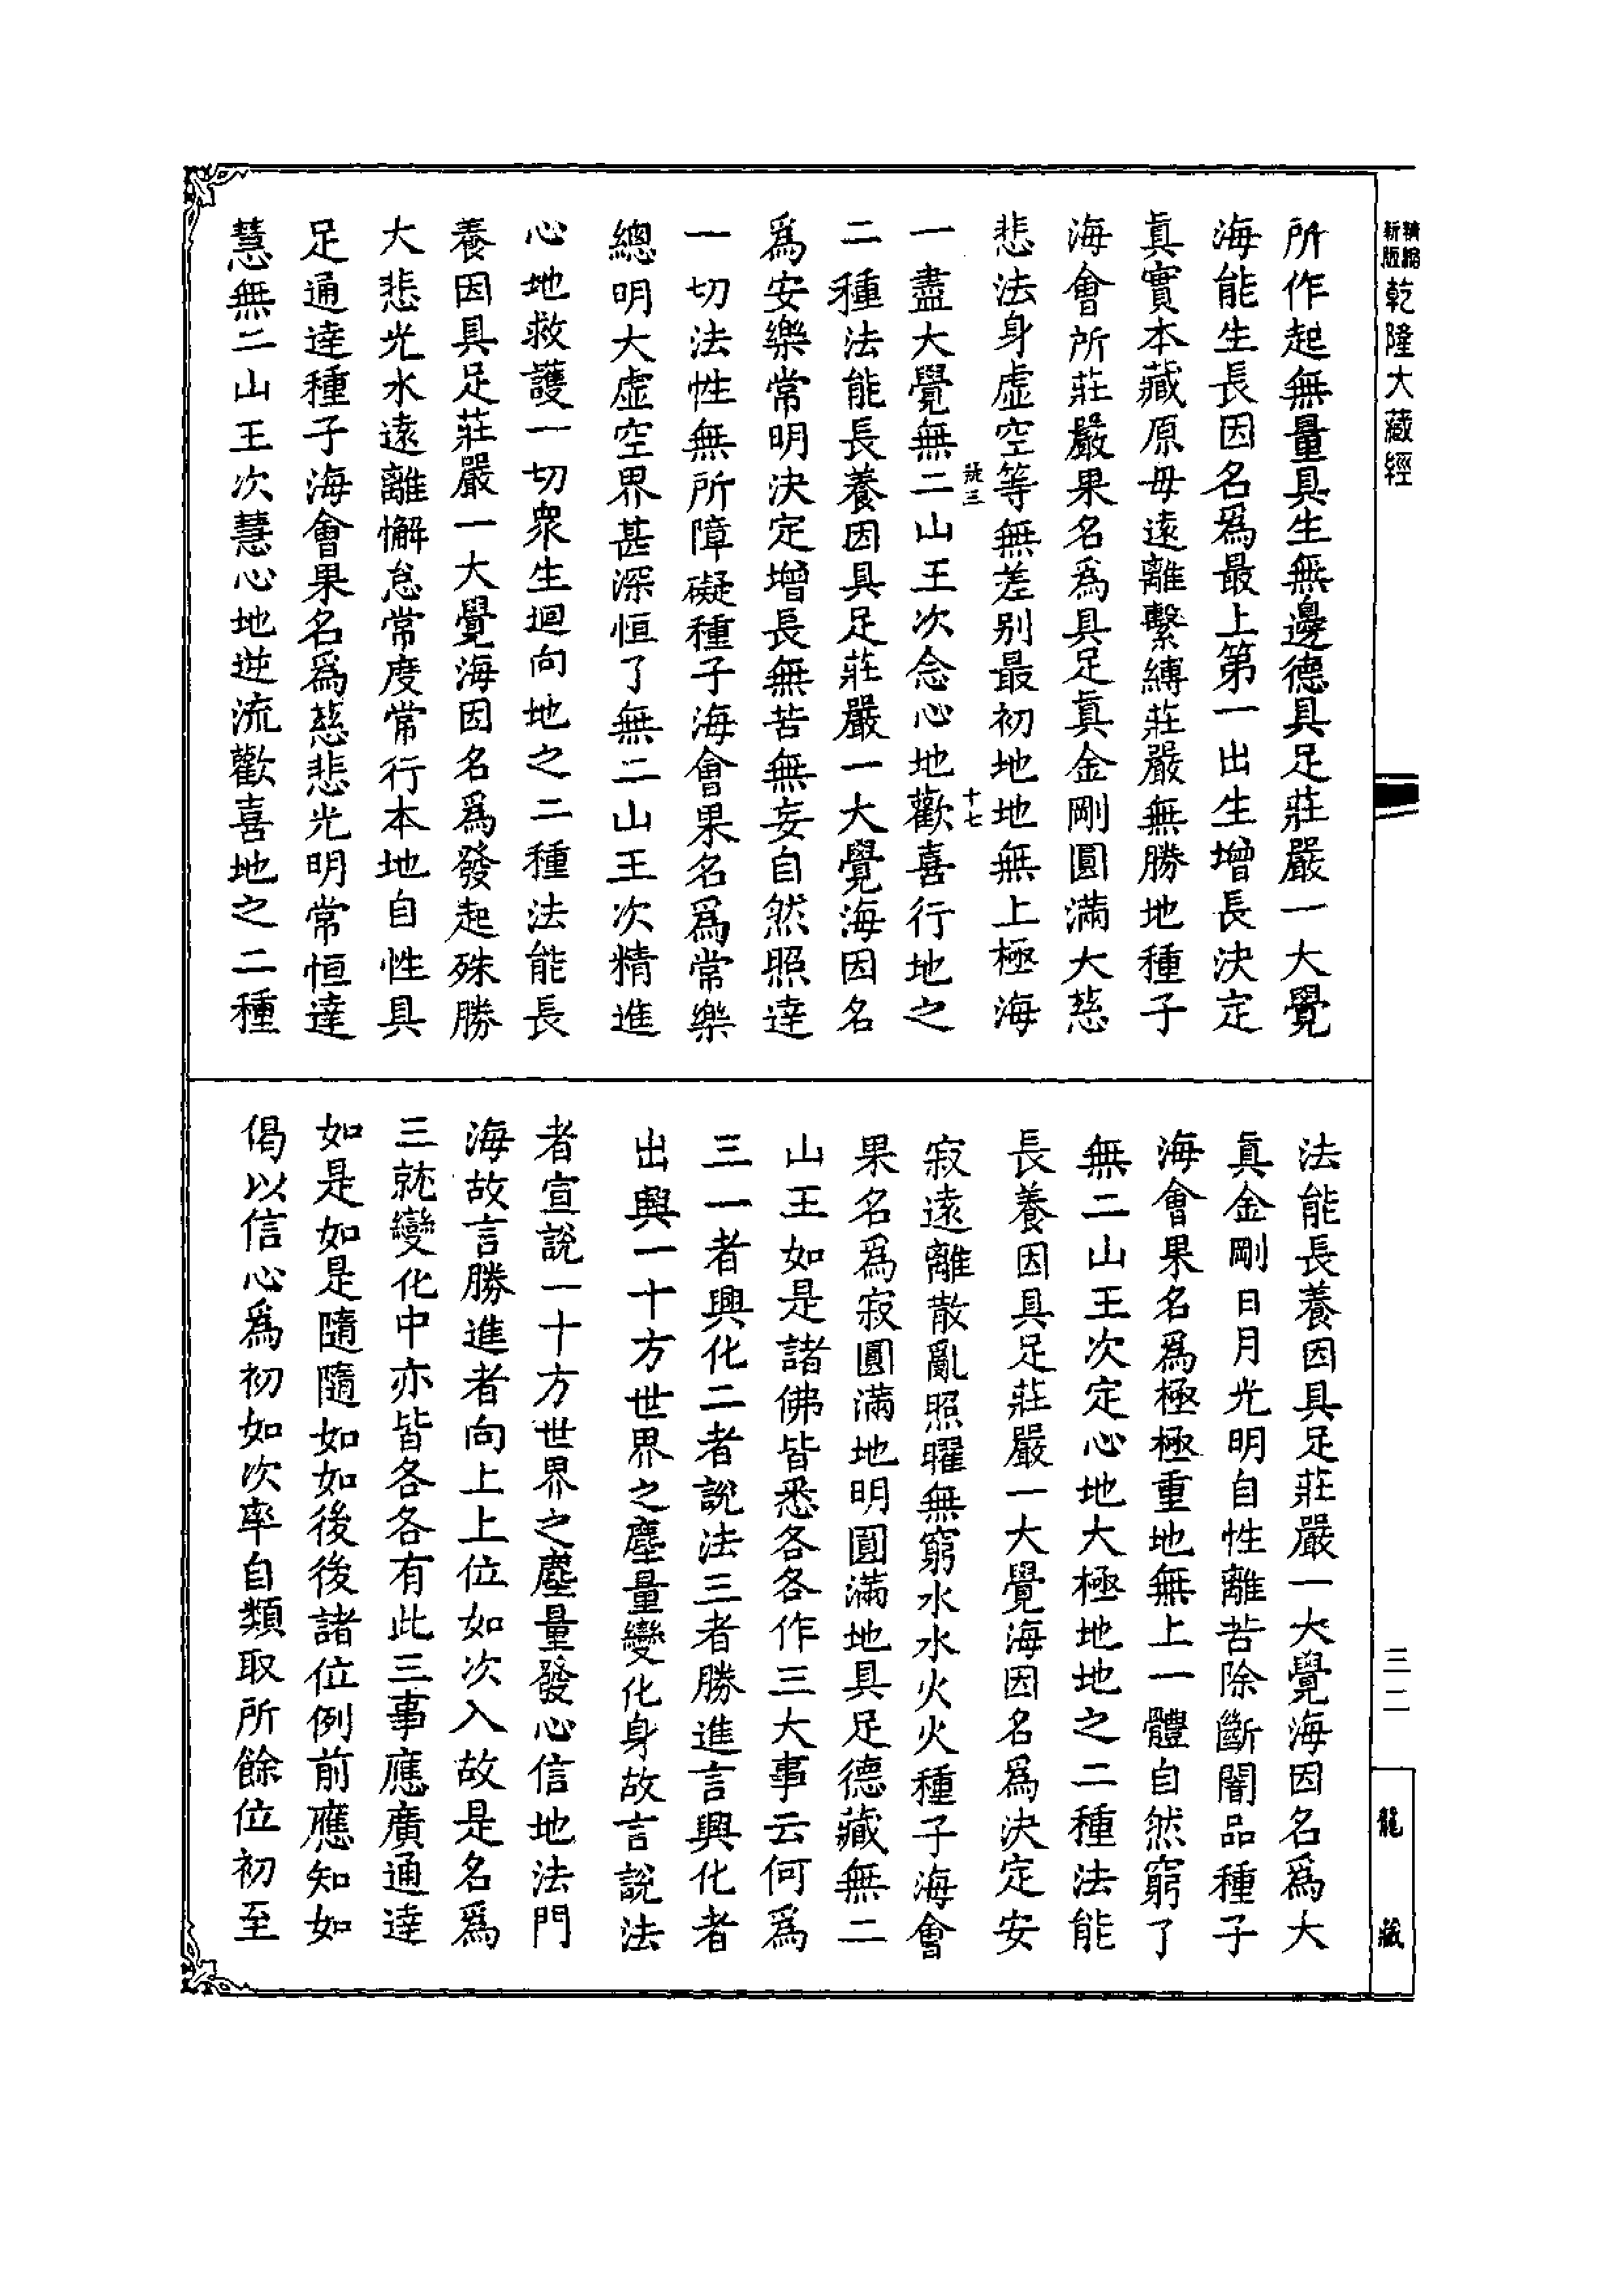 精縮
新版
乾隆大藏經
三二
龍藏
所作起無量具生無邊德具足莊嚴一大覺
海能生長因名爲最上第一出生增長決定
眞實本藏原母遠離繫縛莊嚴無勝地種子
海會所莊嚴果名爲具足眞金剛圓滿大慈
悲法身虛空等無差別最初地地無上極海
十七
一盡大覺無二山王次念心地歡喜行地之
二種法能長養因具足莊嚴一大覺海因名
爲安樂常明決定增長無苦無妄自然照達
一切法性無所障礙種子海會果名爲常樂
總明大虛空界甚深恒了無二山王次精進
心地救護一切衆生迴向地之二種法能長
養因具足莊嚴一大覺海因名爲發起殊勝
大悲光水遠離懈怠常度常行本地自性具
足通達種子海會果名爲慈悲光明常恒達
慧無二山王次慧心地逆流歡喜地之二種
法能長養因具足莊嚴一大覺海因名爲大
眞金剛日月光明自性離苦除斷闇品種子
海會果名爲極極重地無上一體自然窮了
無二山王次定心地大極地地之二種法能
長養因具足莊嚴一大覺海因名爲決定安
寂遠離散亂照曜無窮水水火火種子海會
果名爲寂圓滿地明圓滿地具足德藏無二
山王如是諸佛皆悉各各作三大事云何爲
三一者興化二者說法三者勝進言興化者
出興一十方世界之塵量變化身故言說法
者宣說一十方世界之塵量發心信地法門
海故言勝進者向上上位如次入故是名爲
三就變化中亦皆各各有此三事應廣通達
如是如是隨隨如如後後諸位例前應知如
偈以信心爲初如次率自類取所餘位初至